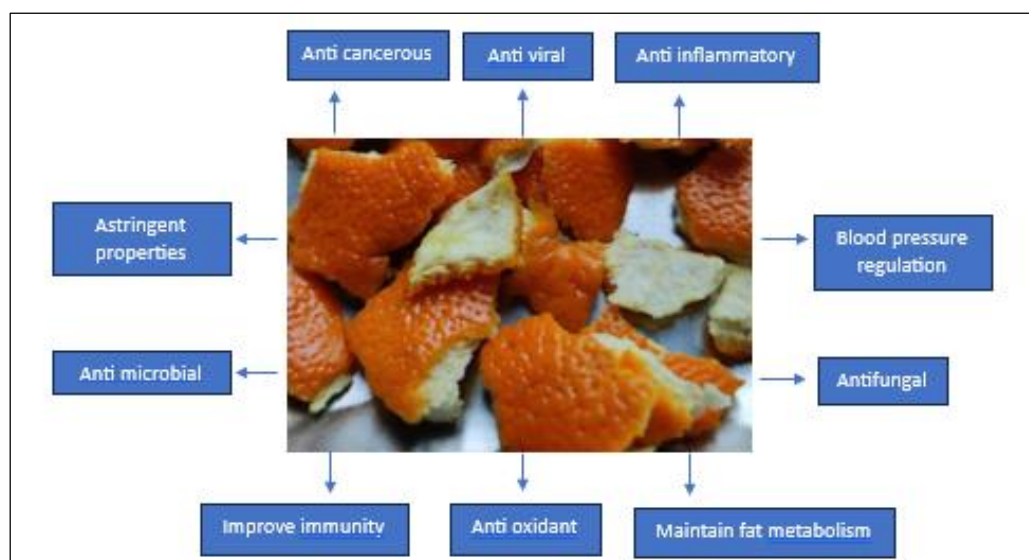 Anti cancerous
Anti viral
Anti inflammatory
Astringent
properties
Blood pressure
regulation
Anti microbial
Antifungal
Improve immunity
Anti oxidant
Maintain fat metabolism